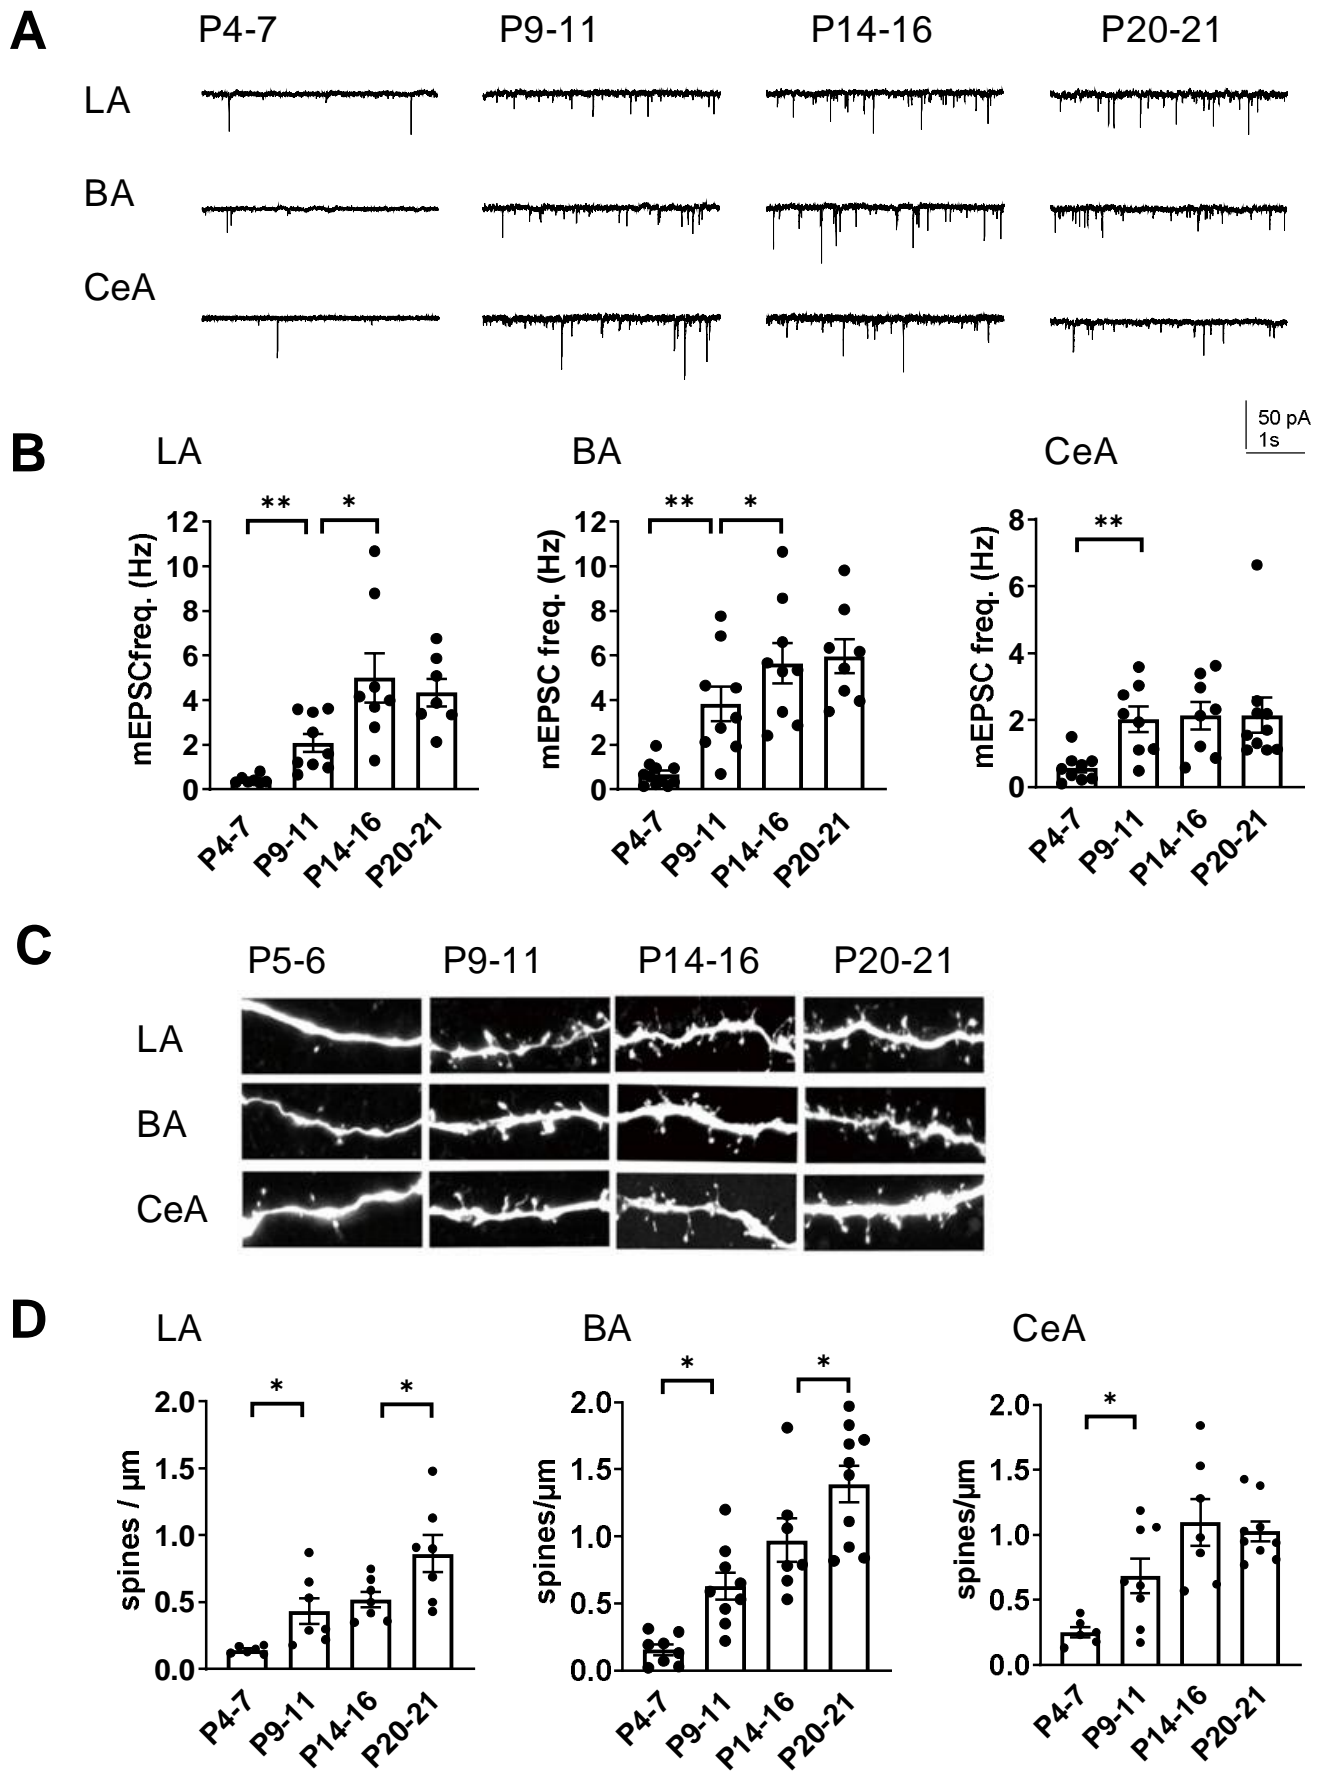 A
P4-7 P9-11 P14-16 P20-21
LA
BA
CeA
50 pA
1s
B
LA BA CeA
** * ** * **
mEPSCfreq. (Hz)
12
10
8
6
4
2
0
P4-7 P9-11 P14-16 P20-21
mEPSC freq. (Hz)
12
10
8
6
4
2
0
P4-7 P9-11 P14-16 P20-21
mEPSC freq. (Hz)
8
6
4
2
0
P4-7 P9-11 P14-16 P20-21
C
P5-6 P9-11 P14-16 P20-21
LA
BA
CeA
D
LA BA CeA
* * * * *
spines / µm
2.0
1.5
1.0
0.5
0.0
P4-7 P9-11 P14-16 P20-21
spines/µm
2.0
1.5
1.0
0.5
0.0
P4-7 P9-11 P14-16 P20-21
spines/µm
2.0
1.5
1.0
0.5
0.0
P4-7 P9-11 P14-16 P20-21